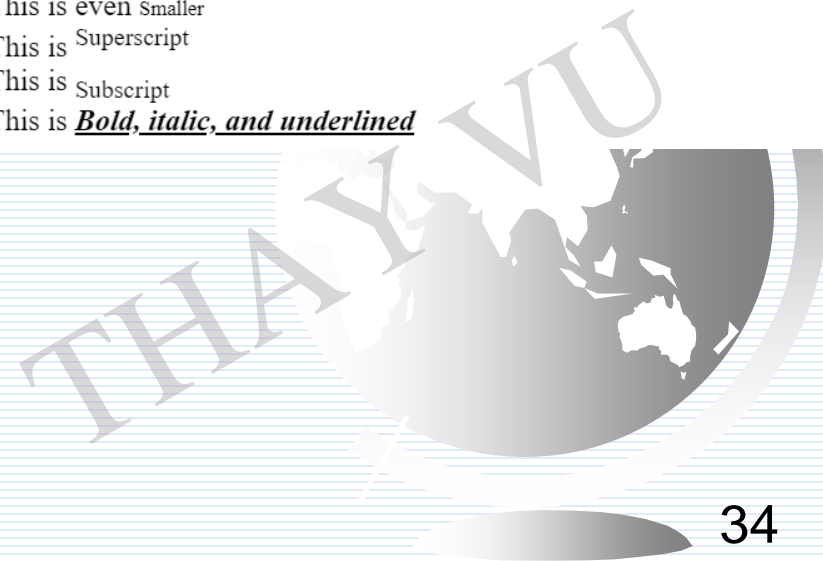 This is even Smaller
This is Superscript
This is Subscript
This is Bold, italic, and underlined
THAY VU
34